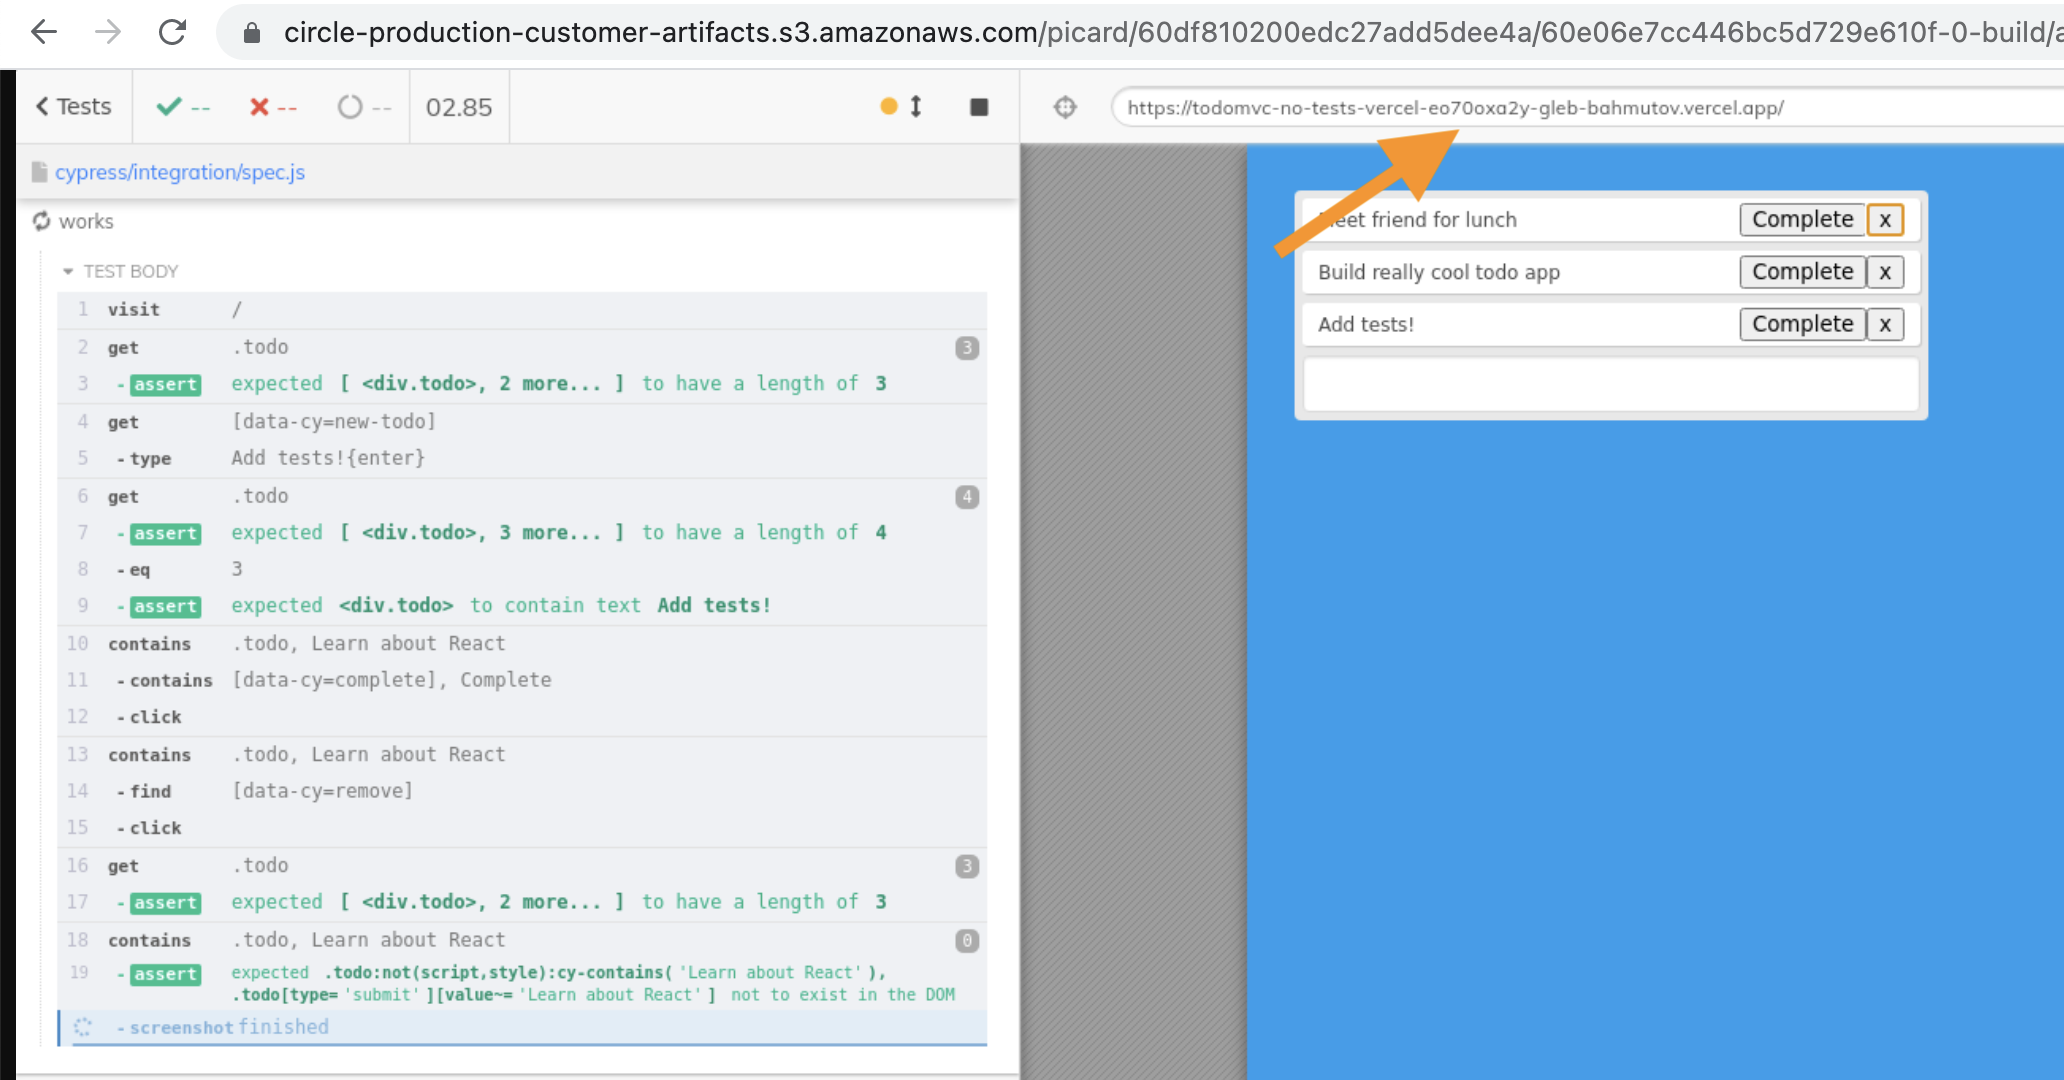 circle-production-customer-artifacts.s3.amazonaws.com/picard/60df810200edc27add5dee4a/60e06e7cc446bc5d729e610f-0-build/a
Tests -- -- -- 02.85
https://todomvc-no-tests-vercel-eo70oxa2y-gleb-bahmutov.vercel.app/
cypress/integration/spec.js
works
TEST BODY
1 visit /
2 get .todo 3
3 -assert expected [ <div.todo>, 2 more... ] to have a length of 3
4 get [data-cy=new-todo]
5 -type Add tests!{enter}
6 get .todo 4
7 -assert expected [ <div.todo>, 3 more... ] to have a length of 4
8 -eq 3
9 -assert expected <div.todo> to contain text Add tests!
10 contains .todo, Learn about React
11 -contains [data-cy=complete], Complete
12 -click
13 contains .todo, Learn about React
14 -find [data-cy=remove]
15 -click
16 get .todo 3
17 -assert expected [ <div.todo>, 2 more... ] to have a length of 3
18 contains .todo, Learn about React 0
19 -assert expected .todo:not(script,style):cy-contains('Learn about React'),
.todo[type='submit'][value~='Learn about React'] not to exist in the DOM
-screenshot finished
friend for lunch Complete x
Build really cool todo app Complete x
Add tests! Complete x